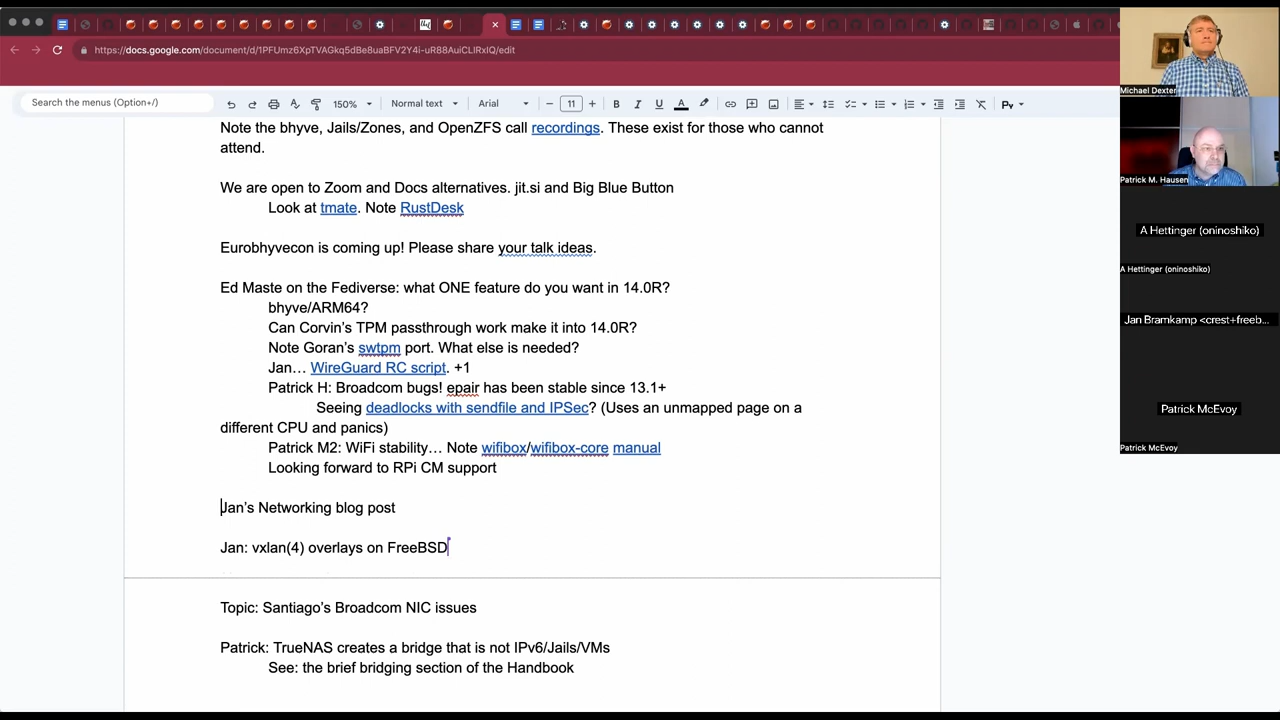 https://docs.google.com/document/d/1PFUmz6XpTVAGkq5dBe8uaBFV2Y4i-uR88AuiCLIRxIQ/edit
Search the menus (Option+/)
150%
Normal text
Arial
11
Note the bhyve, Jails/Zones, and OpenZFS call recordings. These exist for those who cannot
attend.
We are open to Zoom and Docs alternatives. jit.si and Big Blue Button
Look at tmate. Note RustDesk
Eurobhyvecon is coming up! Please share your talk ideas.
Ed Maste on the Fediverse: what ONE feature do you want in 14.0R?
bhyve/ARM64?
Can Corvin's TPM passthrough work make it into 14.0R?
Note Goran's swtpm port. What else is needed?
Jan… WireGuard RC script. +1
Patrick H: Broadcom bugs! epair has been stable since 13.1+
Seeing deadlocks with sendfile and IPSec? (Uses an unmapped page on a
different CPU and panics)
Patrick M2: WiFi stability… Note wifibox/wifibox-core manual
Looking forward to RPi CM support
Jan's Networking blog post
Jan: vxlan(4) overlays on FreeBSD
Topic: Santiago's Broadcom NIC issues
Patrick: TrueNAS creates a bridge that is not IPv6/Jails/VMs
See: the brief bridging section of the Handbook
Michael Dexter
Patrick M. Hausen
A Hettinger (oninoshiko)
A Hettinger (oninoshiko)
Jan Bramkamp <crest+freeb...
Patrick McEvoy
Patrick McEvoy